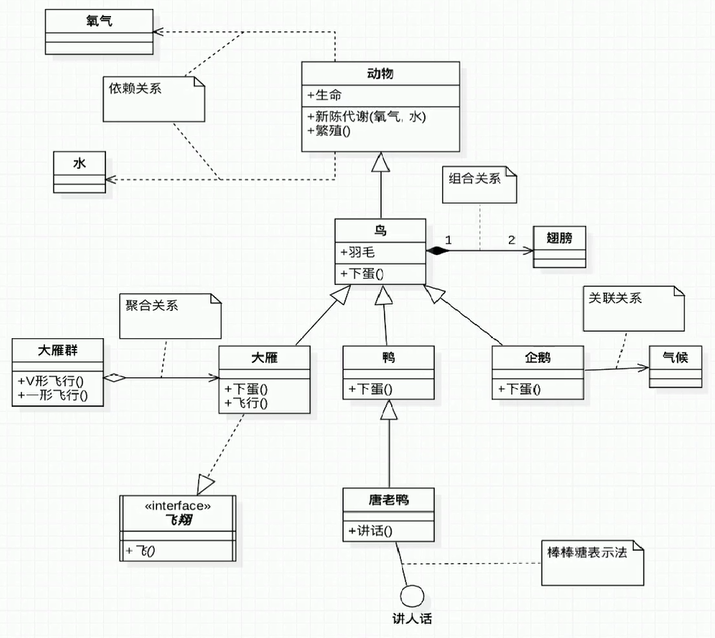 氧气
动物
+生命
+新陈代谢(氧气, 水)
+繁殖()
依赖关系
水
组合关系
鸟
+羽毛
+下蛋()
1
2
翅膀
聚合关系
关联关系
大雁群
+V形飞行()
+一形飞行()
大雁
+下蛋()
+飞行()
鸭
+下蛋()
企鹅
+下蛋()
气候
«interface»
飞翔
+ 飞()
唐老鸭
+讲话()
棒棒糖表示法
讲人话